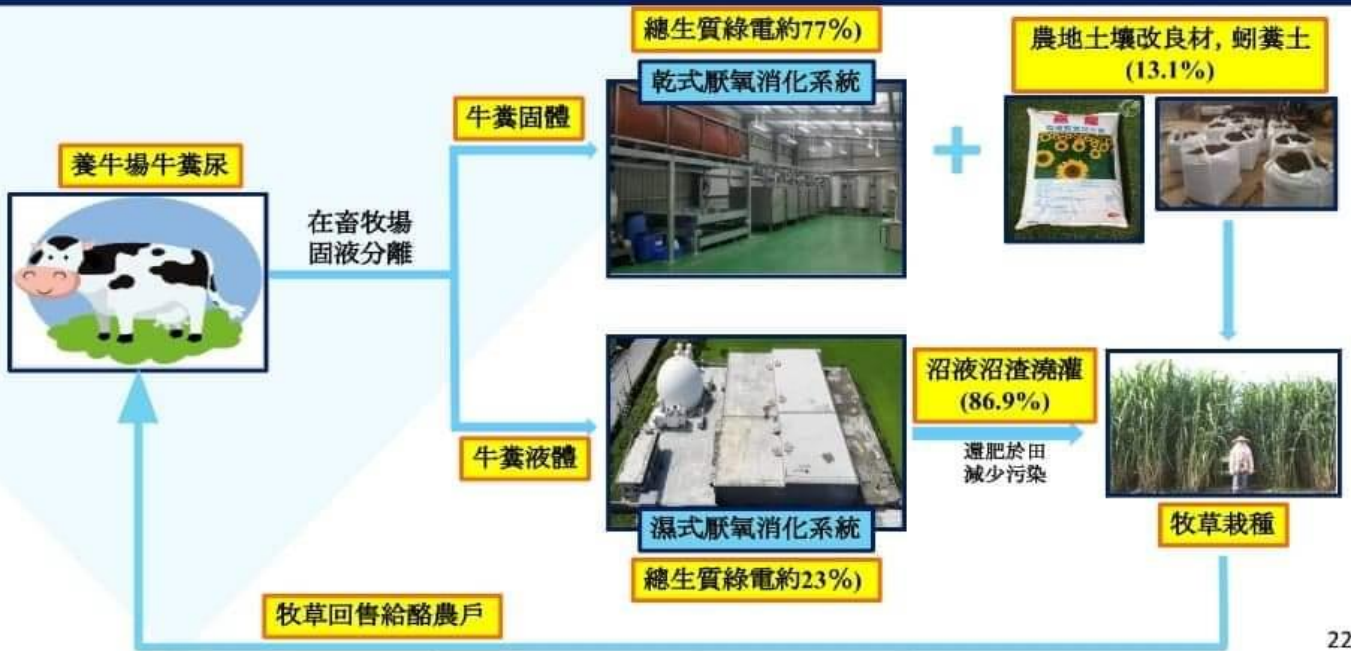 總生質綠電約77%)
乾式厭氧消化系統
農地土壤改良材, 蚓糞土
(13.1%)
牛糞固體
養牛場牛糞尿
在畜牧場
固液分離
牛糞液體
沼液沼渣澆灌
(86.9%)
還肥於田
減少污染
濕式厭氧消化系統
總生質綠電約23%)
牧草栽種
牧草回售給酪農戶
22